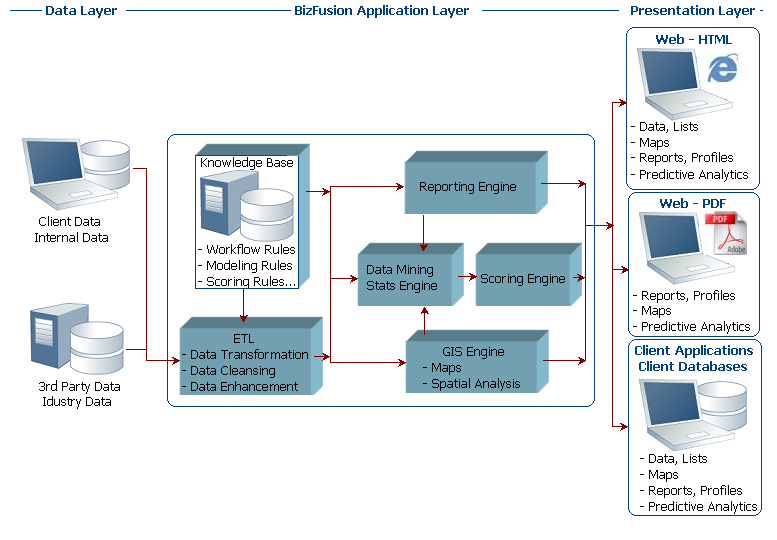 Data Layer
BizFusion Application Layer
Presentation Layer
Client Data
Internal Data
3rd Party Data
Idustry Data
Knowledge Base
- Workflow Rules
- Modeling Rules
- Scoring Rules...
ETL
- Data Transformation
- Data Cleansing
- Data Enhancement
Reporting Engine
Data Mining
Stats Engine
Scoring Engine
GIS Engine
- Maps
- Spatial Analysis
Web - HTML
- Data, Lists
- Maps
- Reports, Profiles
- Predictive Analytics
Web - PDF
PDF
Adobe
- Reports, Profiles
- Maps
- Predictive Analytics
Client Applications
Client Databases
- Data, Lists
- Maps
- Reports, Profiles
- Predictive Analytics